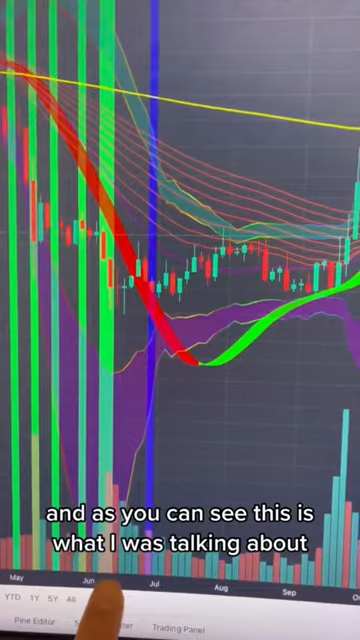 and as you can see this is
what I was talking about
May Jun Jul Aug Sep
YTD 1Y 5Y All
Pine Editor Trading Panel